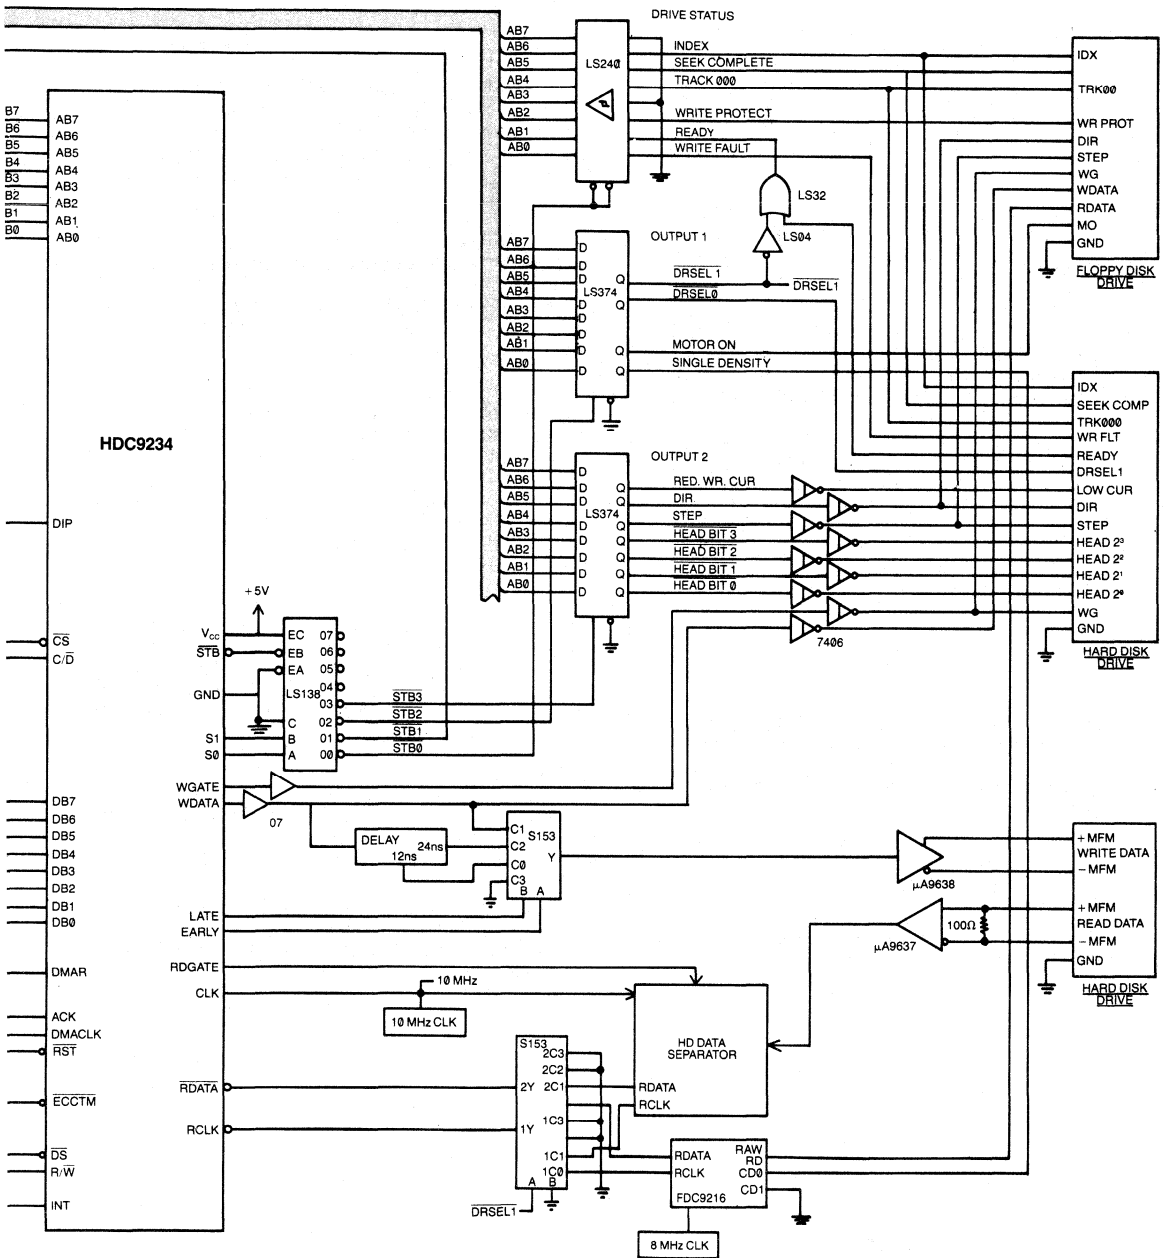 DRIVE STATUS
AB7
AB6
AB5
AB4
AB3
AB2
AB1
AB0
LS240
INDEX
SEEK COMPLETE
TRACK 000
WRITE PROTECT
READY
WRITE FAULT
LS32
LS04
IDX
TRK00
WR PROT
DIR
STEP
WG
WDATA
RDATA
MO
GND
FLOPPY DISK
DRIVE
B7
B6
B5
B4
B3
B2
B1
B0
AB7
AB6
AB5
AB4
AB3
AB2
AB1
AB0
OUTPUT 1
AB7
AB6
AB5
AB4
AB3
AB2
AB1
AB0
D
D
D
D
D
D
D
D
LS374
Q
Q
Q
Q
DRSEL 1
DRSEL0
DRSEL1
MOTOR ON
SINGLE DENSITY
HDC9234
OUTPUT 2
AB7
AB6
AB5
AB4
AB3
AB2
AB1
AB0
D
D
D
D
D
D
D
D
LS374
Q
Q
Q
Q
Q
Q
Q
RED. WR. CUR
DIR.
STEP
HEAD BIT 3
HEAD BIT 2
HEAD BIT 1
HEAD BIT 0
7406
IDX
SEEK COMP
TRK000
WR FLT
READY
DRSEL1
LOW CUR
DIR
STEP
HEAD 2³
HEAD 2²
HEAD 2¹
HEAD 2⁰
WG
GND
HARD DISK
DRIVE
DIP
CS
C/D
+5V
VCC
STB
GND
S1
S0
EC
EB
EA
LS138
C
B
A
07
06
05
04
03
02
01
00
STB3
STB2
STB1
STB0
WGATE
WDATA
07
DB7
DB6
DB5
DB4
DB3
DB2
DB1
DB0
DELAY
24ns
12ns
C1
S153
C2
Y
C0
C3
B A
LATE
EARLY
µA9638
µA9637
100Ω
+MFM
WRITE DATA
−MFM
+MFM
READ DATA
−MFM
GND
HARD DISK
DRIVE
RDGATE
CLK
10 MHz
10 MHz CLK
DMAR
ACK
DMACLK
RST
ECCTM
DS
R/W
INT
RDATA
RCLK
S153
2C3
2C2
2Y
2C1
1C3
1Y
1C1
1C0
A B
DRSEL1
HD DATA
SEPARATOR
RDATA
RCLK
RDATA
RCLK
RAW
RD
CD0
CD1
FDC9216
8 MHz CLK